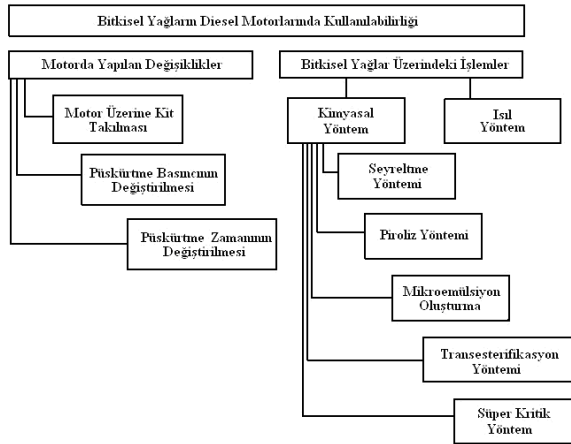 Bitkisel Yağların Diesel Motorlarında Kullanılabilirliği
Motorda Yapılan Değişiklikler
Bitkisel Yağlar Üzerindeki İşlemler
Motor Üzerine Kit
Takılması
Püskürtme Basıncının
Değiştirilmesi
Püskürtme Zamanının
Değiştirilmesi
Kimyasal
Yöntem
Isıl
Yöntem
Seyreltme
Yöntemi
Piroliz Yöntemi
Mikroemülsiyon
Oluşturma
Transesterifikasyon
Yöntemi
Süper Kritik
Yöntem